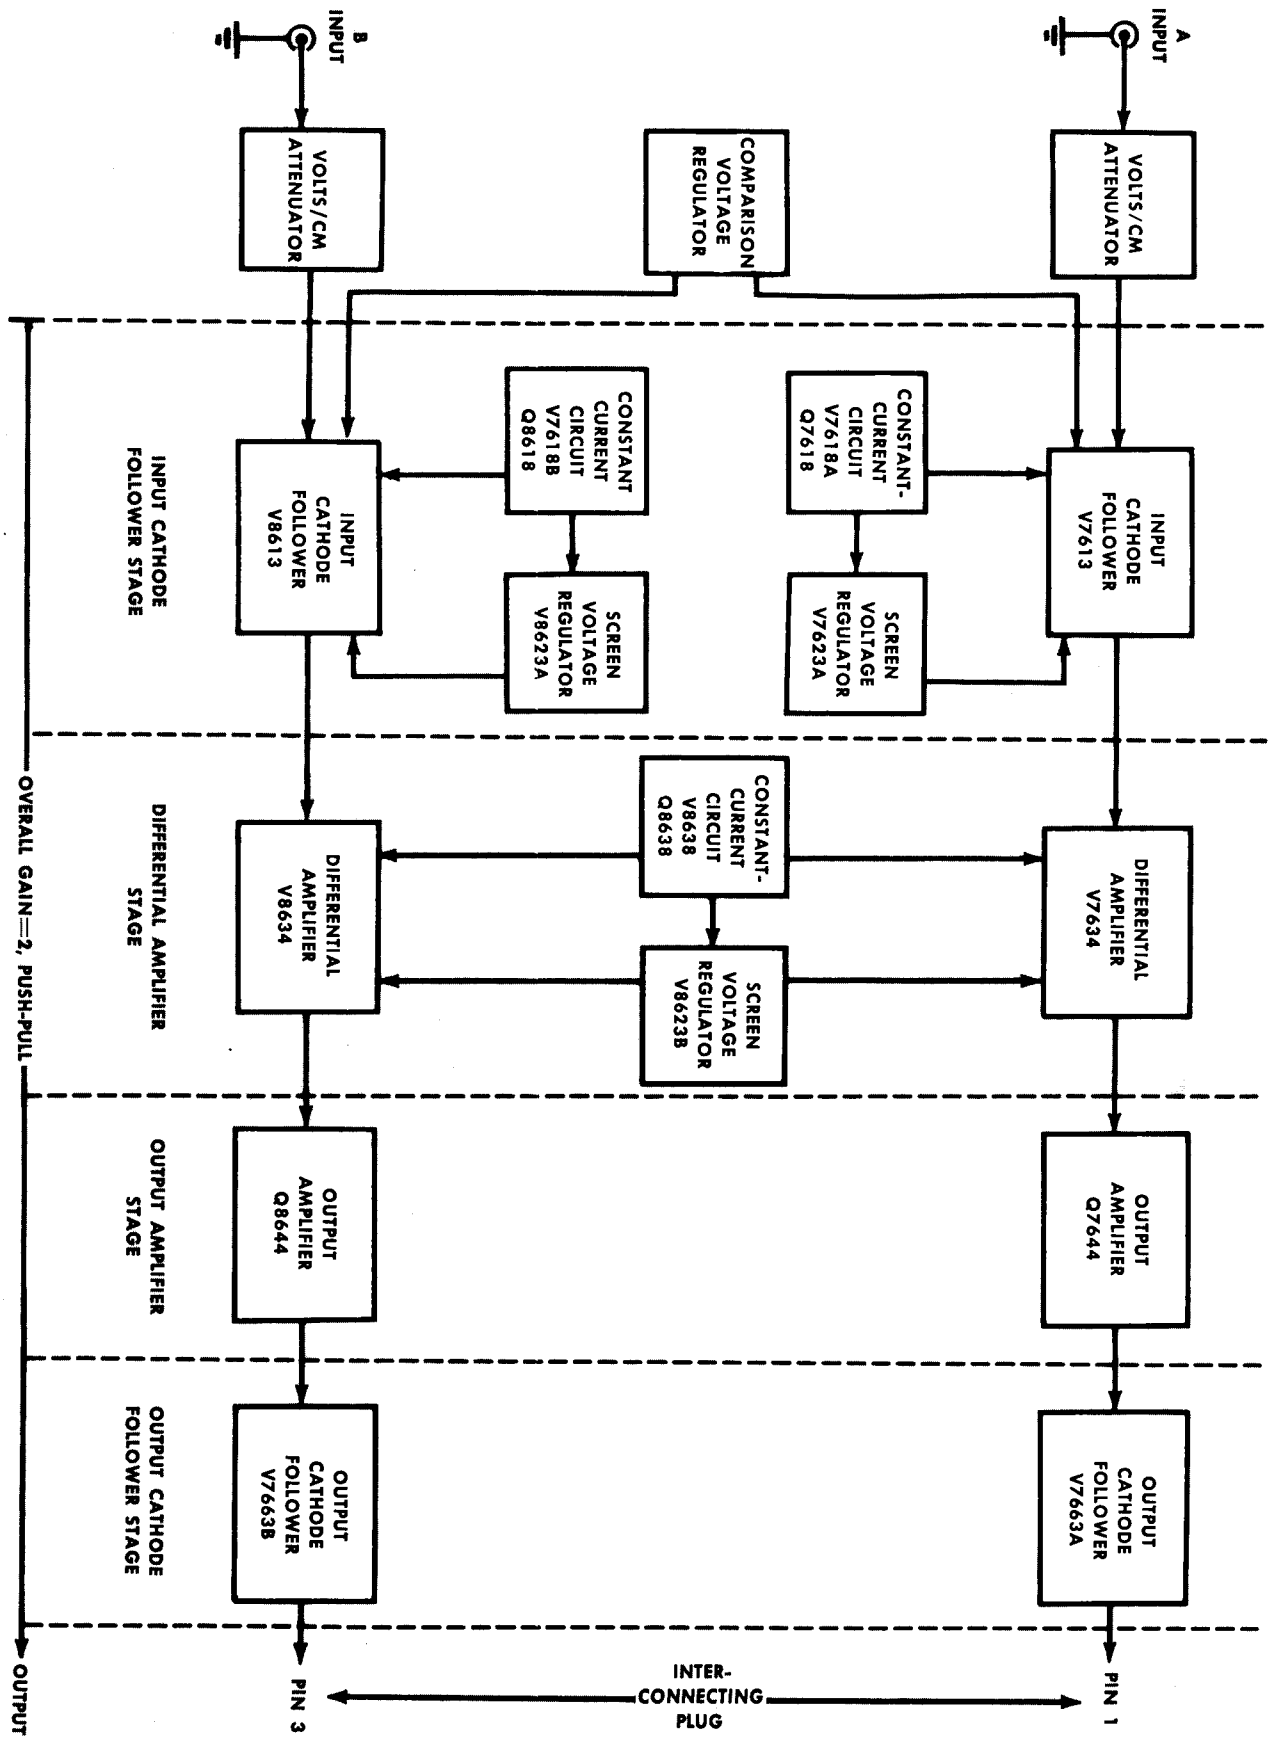 A
INPUT
VOLTS/CM
ATTENUATOR
INPUT
CATHODE
FOLLOWER
V7613
DIFFERENTIAL
AMPLIFIER
V7634
OUTPUT
AMPLIFIER
Q7644
OUTPUT
CATHODE
FOLLOWER
V7663A
PIN 1
CONSTANT-
CURRENT
CIRCUIT
V7618A
Q7618
SCREEN
VOLTAGE
REGULATOR
V7623A
COMPARISON
VOLTAGE
REGULATOR
CONSTANT-
CURRENT
CIRCUIT
V8638
Q8638
SCREEN
VOLTAGE
REGULATOR
V8623B
INTER-
CONNECTING
PLUG
CONSTANT
CURRENT
CIRCUIT
V7618B
Q8618
SCREEN
VOLTAGE
REGULATOR
V8623A
B
INPUT
VOLTS/CM
ATTENUATOR
INPUT
CATHODE
FOLLOWER
V8613
DIFFERENTIAL
AMPLIFIER
V8634
OUTPUT
AMPLIFIER
Q8644
OUTPUT
CATHODE
FOLLOWER
V7663B
PIN 3
INPUT CATHODE
FOLLOWER STAGE
DIFFERENTIAL AMPLIFIER
STAGE
OUTPUT AMPLIFIER
STAGE
OUTPUT CATHODE
FOLLOWER STAGE
OVERALL GAIN=2, PUSH-PULL
OUTPUT